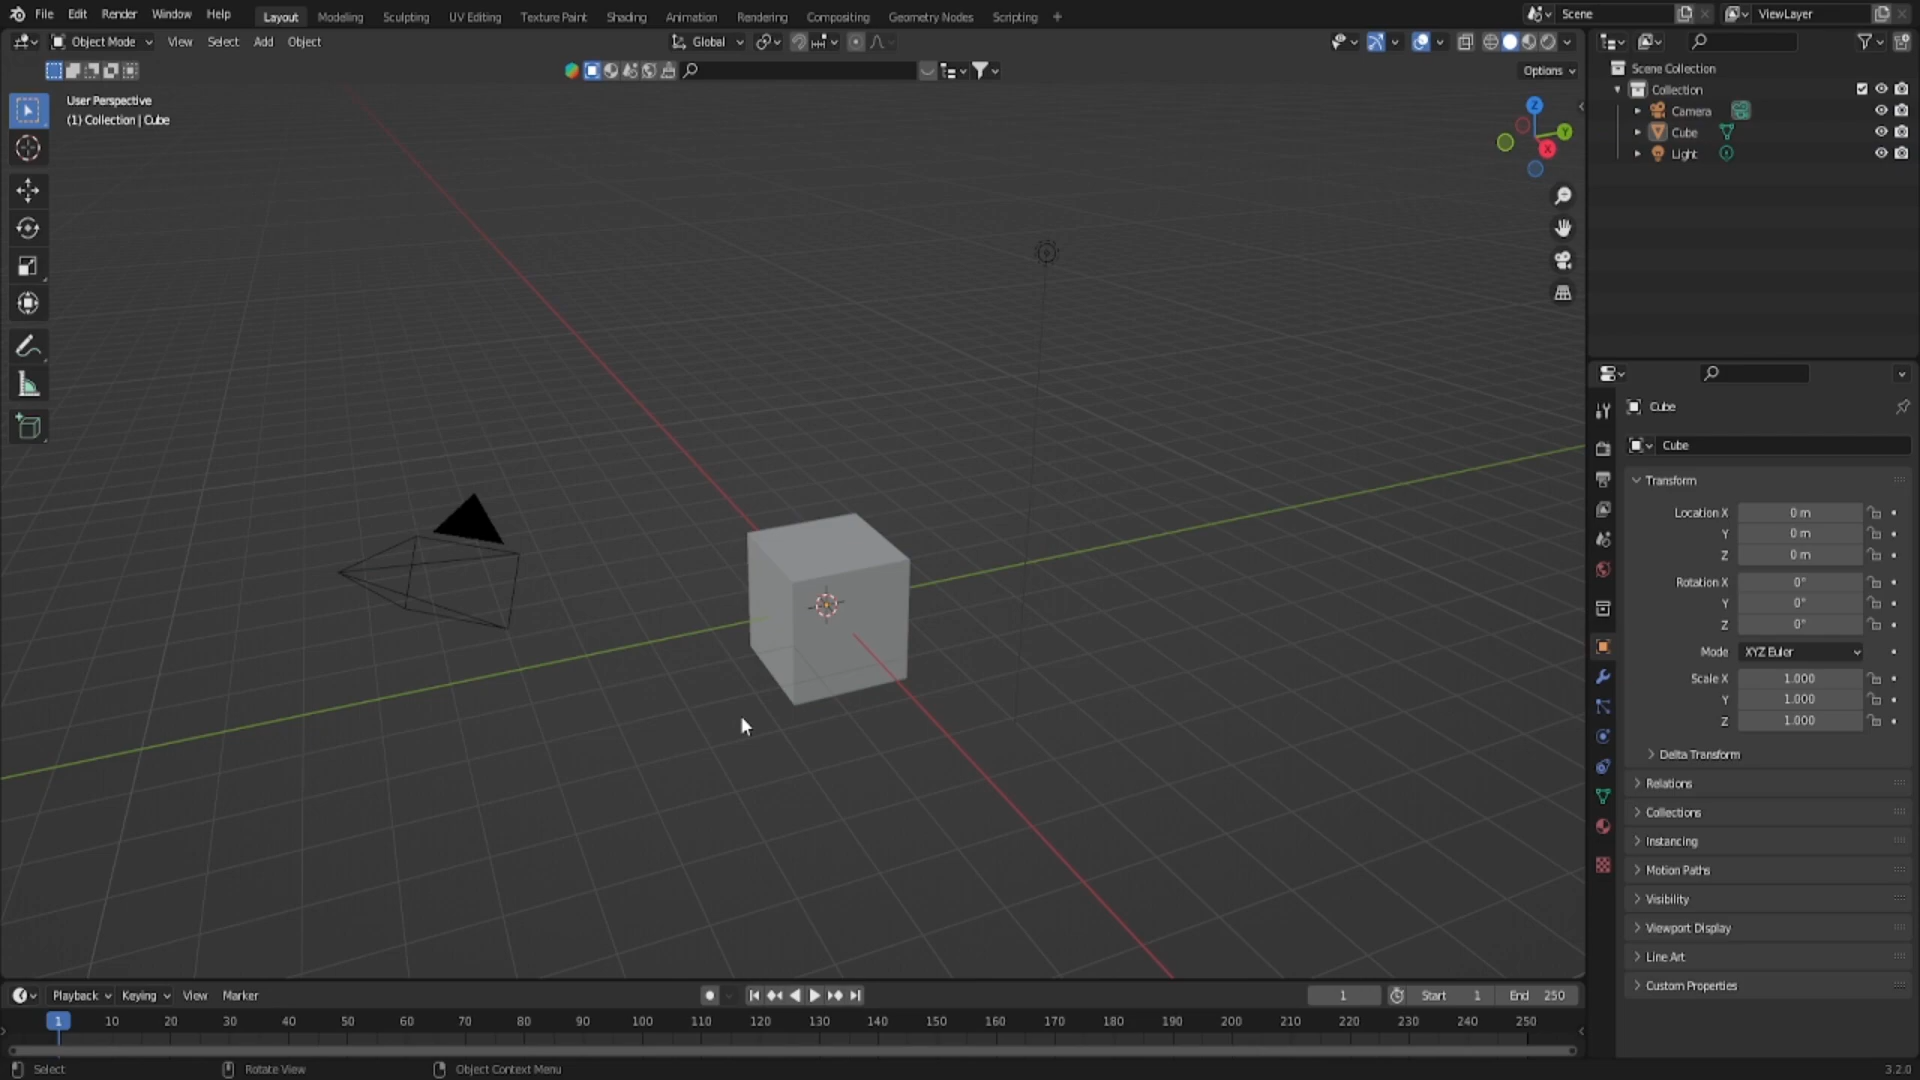 File Edit Render Window Help Layout Modeling Sculpting UV Editing Texture Paint Shading Animation Rendering Compositing Geometry Nodes Scripting + Scene ViewLayer
Object Mode View Select Add Object Global
Options
User Perspective
(1) Collection | Cube
Z
Y
X
Scene Collection
Collection
Camera
Cube
Light
Cube
Cube
Transform
Location X 0 m
Y 0 m
Z 0 m
Rotation X 0°
Y 0°
Z 0°
Mode XYZ Euler
Scale X 1.000
Y 1.000
Z 1.000
Delta Transform
Relations
Collections
Instancing
Motion Paths
Visibility
Viewport Display
Line Art
Custom Properties
Playback Keying View Marker 1 Start 1 End 250
1 10 20 30 40 50 60 70 80 90 100 110 120 130 140 150 160 170 180 190 200 210 220 230 240 250
Select Rotate View Object Context Menu 3.2.0